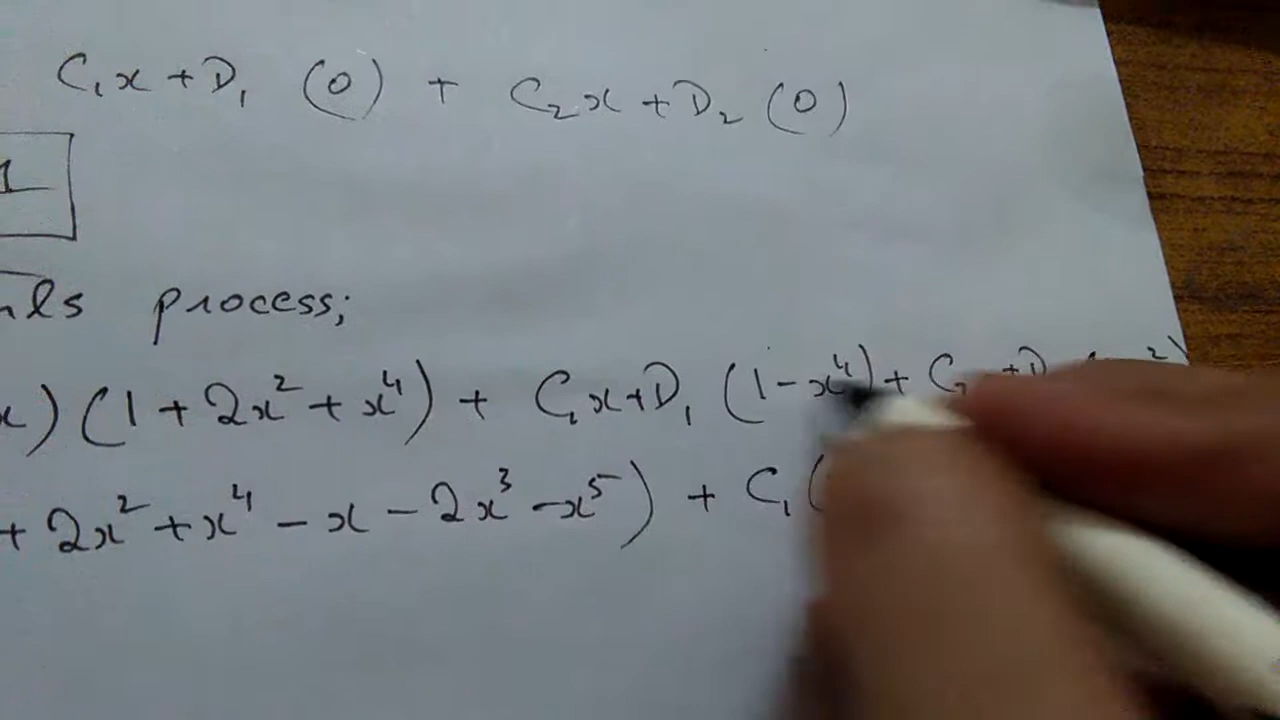 C₁x + D₁ (0) + C₂x + D₂ (0)
1
process;
x) (1 + 2x² + x⁴) + C₁x + D₁ (1 - x⁴) +
+ 2x² + x⁴ - x - 2x³ - x⁵) + C₁ (